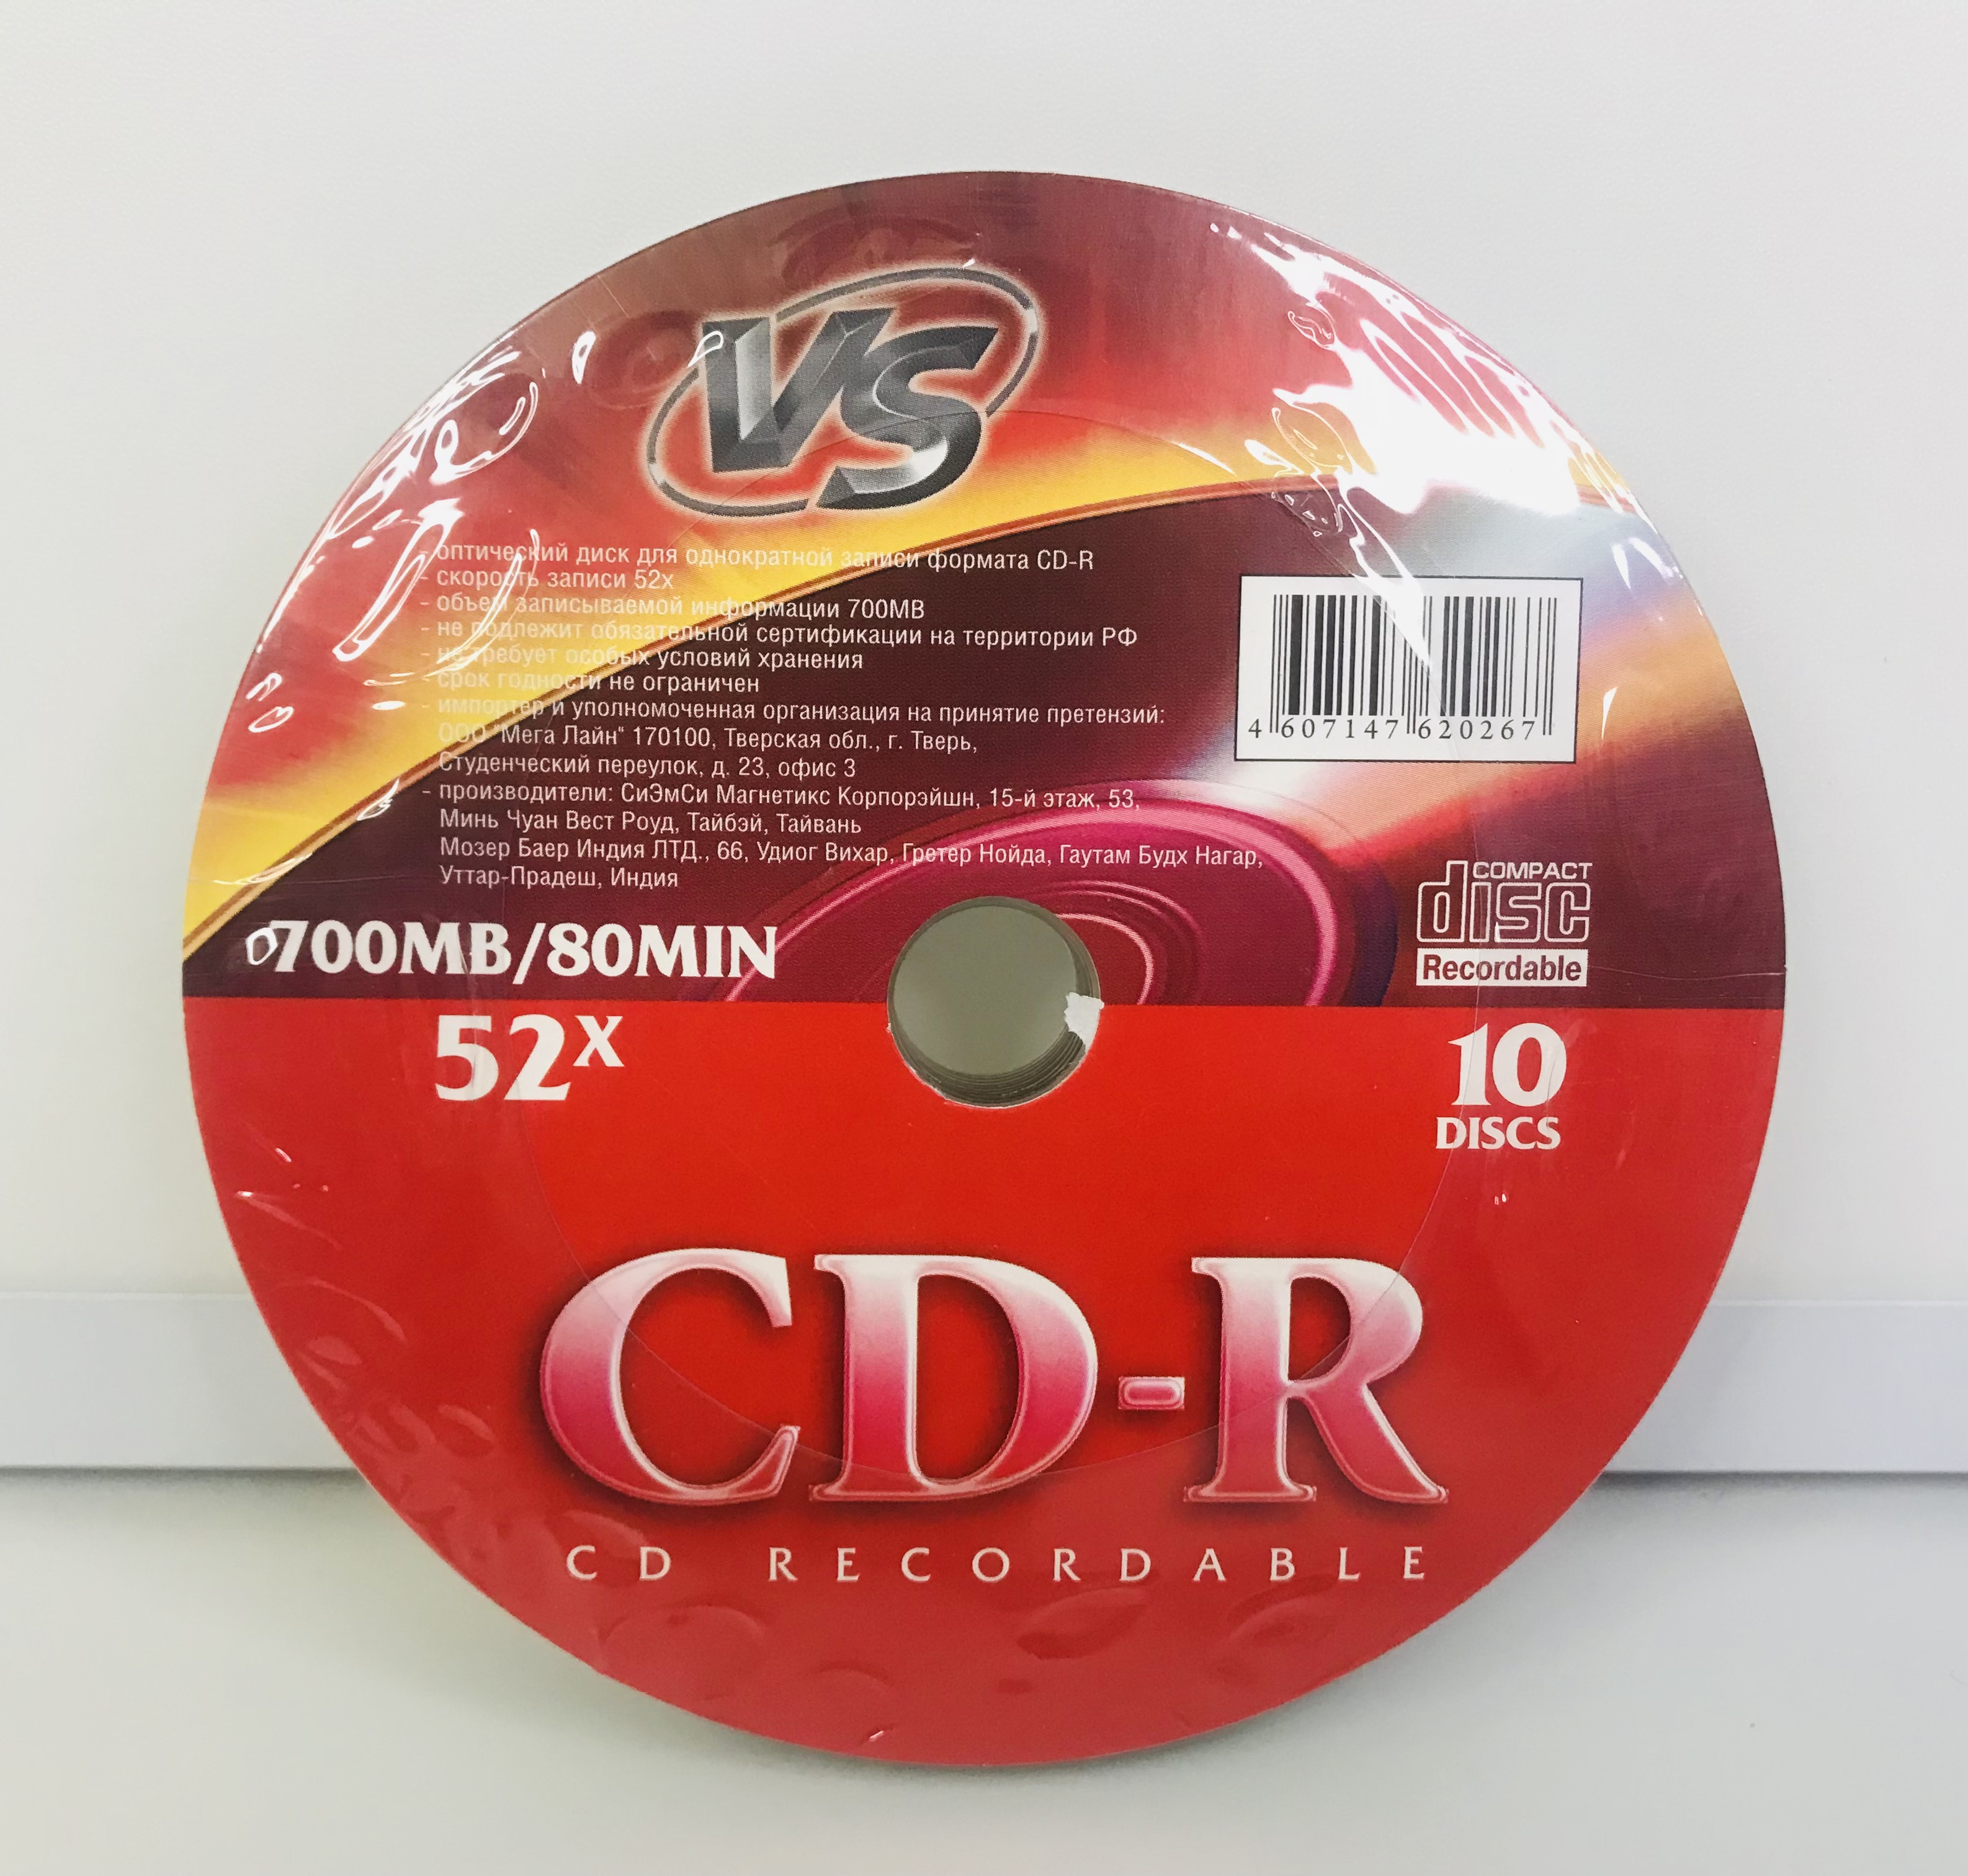 VS
- оптический диск для однократной записи формата CD-R
- скорость записи 52x
- объем записываемой информации 700MB
- не подлежит обязательной сертификации на территории РФ
- не требует особых условий хранения
- срок годности не ограничен
- импортер и уполномоченная организация на принятие претензий:
ООО "Мега Лайн" 170100, Тверская обл., г. Тверь,
Студенческий переулок, д. 23, офис 3
- производители: СиЭмСи Магнетикс Корпорэйшн, 15-й этаж, 53,
Минь Чуан Вест Роуд, Тайбэй, Тайвань
Мозер Баер Индия ЛТД., 66, Удиог Вихар, Гретер Нойда, Гаутам Будх Нагар,
Уттар-Прадеш, Индия
4 607147 620267
COMPACT
disc
Recordable
700MB/80MIN
52X
10
DISCS
CD-R
CD RECORDABLE